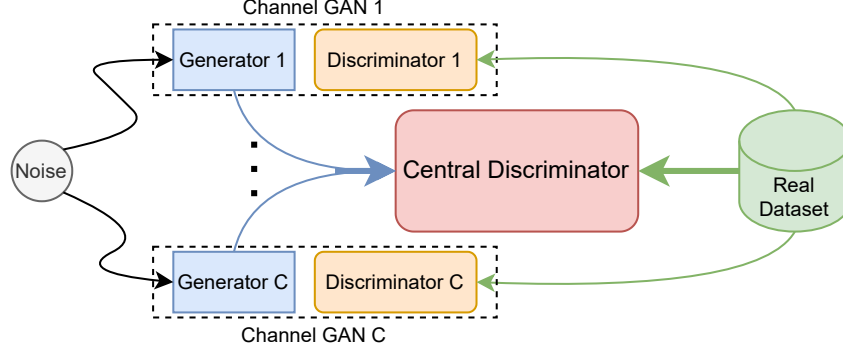 Channel GAN 1
Generator 1
Discriminator 1
Noise
Central Discriminator
Real
Dataset
Generator C
Discriminator C
Channel GAN C